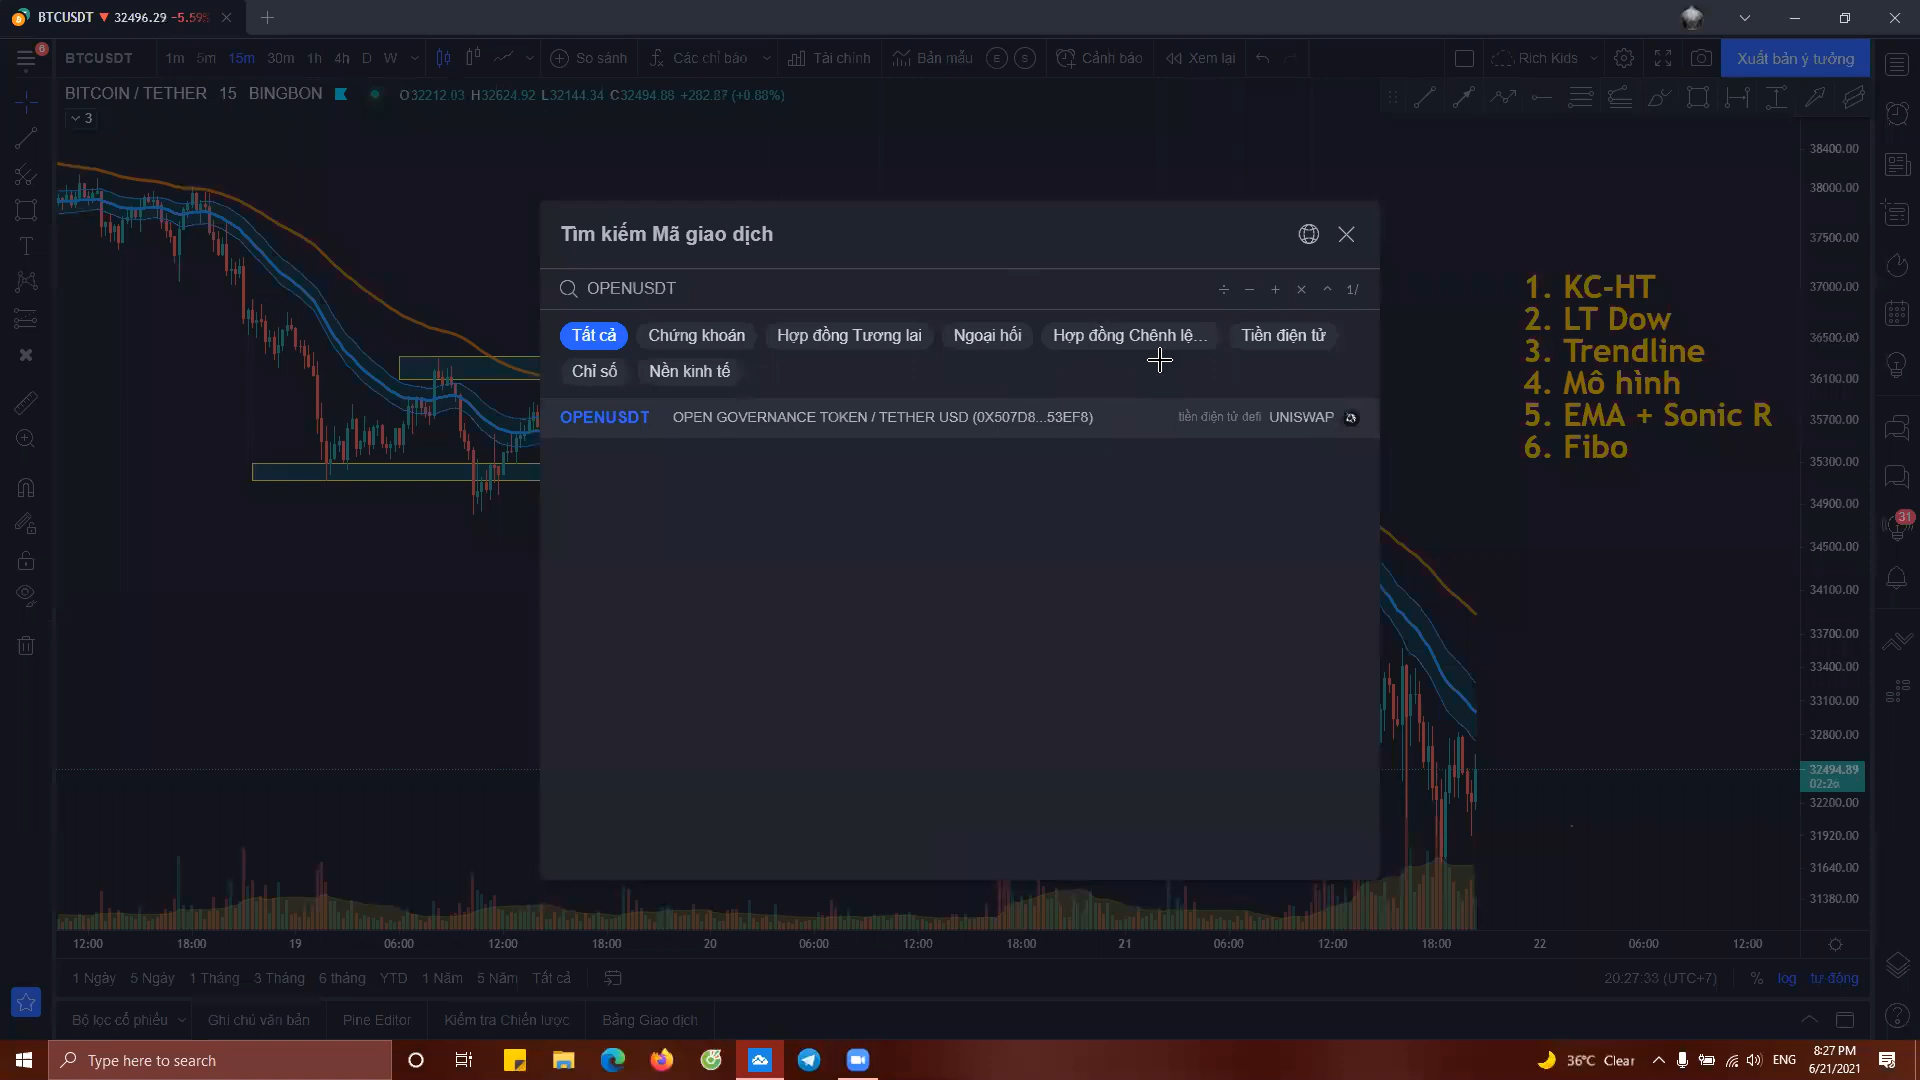 BTCUSDT ▼ 32496.29 −5.59%
6
BTCUSDT 1m 5m 15m 30m 1h 4h D W So sánh Các chỉ báo Tài chính Bản mẫu E S Cảnh báo Xem lại Rich Kids Xuất bản ý tưởng
BITCOIN / TETHER 15 BINGBON O32212.03 H32624.92 L32144.34 C32494.88 +282.87 (+0.88%)
3
Tìm kiếm Mã giao dịch
OPENUSDT
÷ − + × ^ 1/
Tất cả Chứng khoán Hợp đồng Tương lai Ngoại hối Hợp đồng Chênh lệ... Tiền điện tử
Chỉ số Nền kinh tế
OPENUSDT OPEN GOVERNANCE TOKEN / TETHER USD (0X507D8...53EF8) tiền điện tử defi UNISWAP
1. KC-HT
2. LT Dow
3. Trendline
4. Mô hình
5. EMA + Sonic R
6. Fibo
38400.00
38000.00
37500.00
37000.00
36500.00
36100.00
35700.00
35300.00
34900.00
34500.00
34100.00
33700.00
33400.00
33100.00
32800.00
32494.89
32200.00
31920.00
31640.00
31380.00
31
12:00 18:00 19 06:00 12:00 18:00 20 06:00 12:00 18:00 21 06:00 12:00 18:00 22 06:00 12:00
1 Ngày 5 Ngày 1 Tháng 3 Tháng 6 tháng YTD 1 Năm 5 Năm Tất cả 20:27:33 (UTC+7) % log tự động
Bộ lọc cổ phiếu Ghi chú văn bản Pine Editor Kiểm tra Chiến lược Bảng Giao dịch
Type here to search
36°C Clear ENG
8:27 PM
6/21/2021